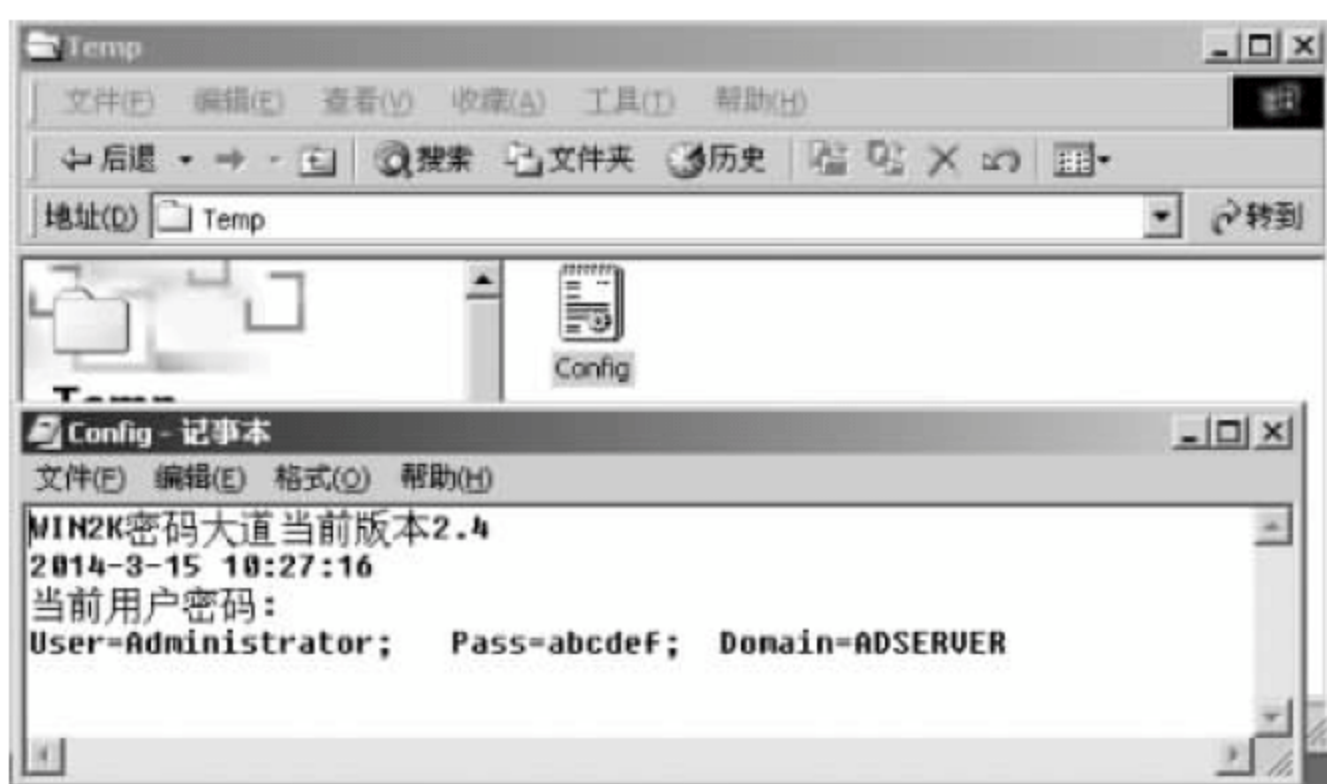 Temp
文件(F) 编辑(E) 查看(V) 收藏(A) 工具(T) 帮助(H)
后退 搜索 文件夹 历史
地址(D) Temp 转到
Config
Temp
Config - 记事本
文件(F) 编辑(E) 格式(O) 帮助(H)
WIN2K密码大道当前版本2.4
2014-3-15 10:27:16
当前用户密码:
User=Administrator; Pass=abcdef; Domain=ADSERVER